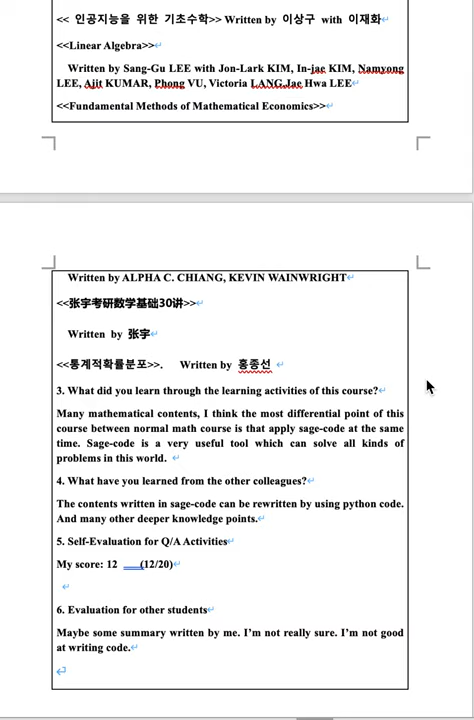 << 인공지능을 위한 기초수학>> Written by 이상구 with 이재화
<<Linear Algebra>>
Written by Sang-Gu LEE with Jon-Lark KIM, In-jae KIM, Namyong
LEE, Ajit KUMAR, Phong VU, Victoria LANG,Jae Hwa LEE
<<Fundamental Methods of Mathematical Economics>>
Written by ALPHA C. CHIANG, KEVIN WAINWRIGHT
<<张宇考研数学基础30讲>>
Written by 张宇
<<통계적확률분포>>. Written by 홍종선
3. What did you learn through the learning activities of this course?
Many mathematical contents, I think the most differential point of this
course between normal math course is that apply sage-code at the same
time. Sage-code is a very useful tool which can solve all kinds of
problems in this world.
4. What have you learned from the other colleagues?
The contents written in sage-code can be rewritten by using python code.
And many other deeper knowledge points.
5. Self-Evaluation for Q/A Activities
My score: 12 __(12/20)
6. Evaluation for other students
Maybe some summary written by me. I'm not really sure. I'm not good
at writing code.